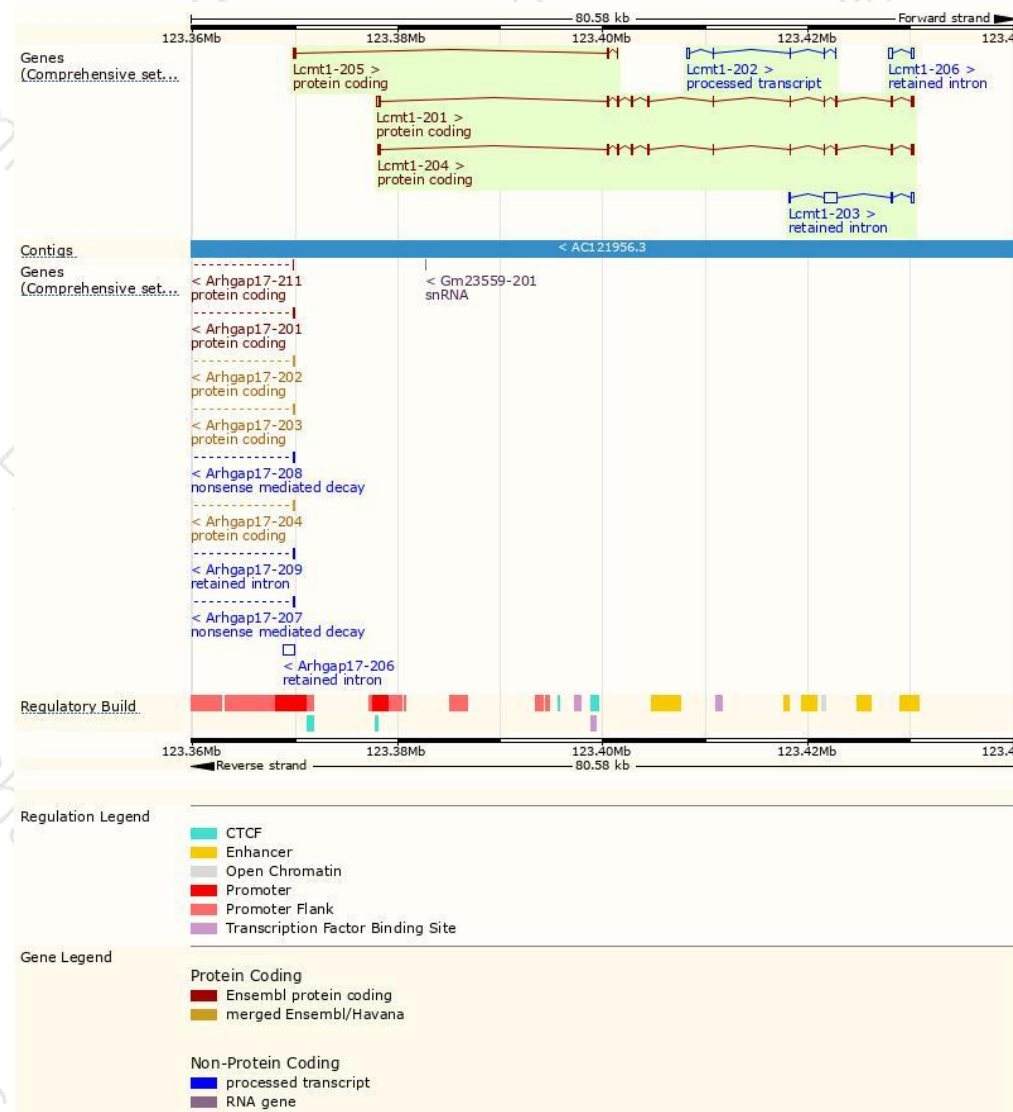 80.58 kb Forward strand
123.36Mb 123.38Mb 123.40Mb 123.42Mb 123.4
Genes
(Comprehensive set...
Lcmt1-205 >
protein coding
Lcmt1-202 >
processed transcript
Lcmt1-206 >
retained intron
Lcmt1-201 >
protein coding
Lcmt1-204 >
protein coding
Lcmt1-203 >
retained intron
Contigs
< AC121956.3
Genes
(Comprehensive set...
< Arhgap17-211
protein coding
< Gm23559-201
snRNA
< Arhgap17-201
protein coding
< Arhgap17-202
protein coding
< Arhgap17-203
protein coding
< Arhgap17-208
nonsense mediated decay
< Arhgap17-204
protein coding
< Arhgap17-209
retained intron
< Arhgap17-207
nonsense mediated decay
< Arhgap17-206
retained intron
Regulatory Build
123.36Mb 123.38Mb 123.40Mb 123.42Mb 123.4
Reverse strand 80.58 kb
Regulation Legend
CTCF
Enhancer
Open Chromatin
Promoter
Promoter Flank
Transcription Factor Binding Site
Gene Legend
Protein Coding
Ensembl protein coding
merged Ensembl/Havana
Non-Protein Coding
processed transcript
RNA gene